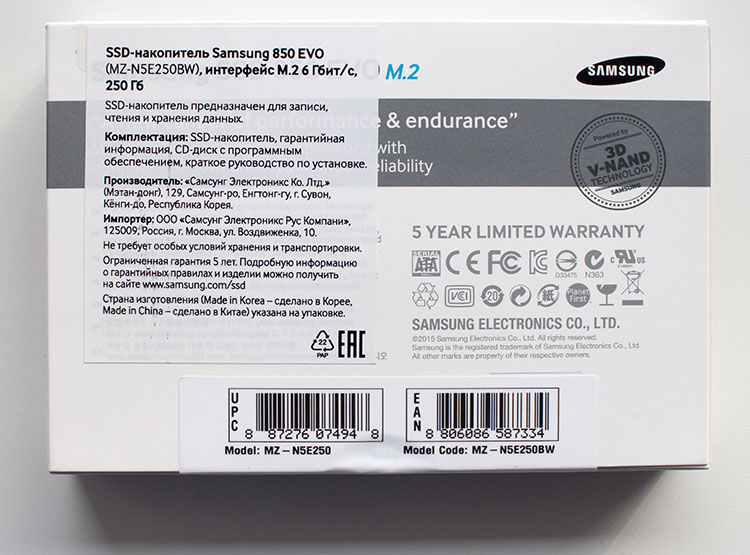 SSD-накопитель Samsung 850 EVO
(MZ-N5E250BW), интерфейс M.2 6 Гбит/с,
250 Гб
SSD-накопитель предназначен для записи,
чтения и хранения данных.
Комплектация: SSD-накопитель, гарантийная
информация, CD-диск с программным
обеспечением, краткое руководство по установке.
Производитель: «Самсунг Электроникс Ко. Лтд.»
(Мэтан-донг), 129, Самсунг-ро, Енгтонг-гу, г. Сувон,
Кёнги-до, Республика Корея.
Импортер: ООО «Самсунг Электроникс Рус Компани»,
125009, Россия, г. Москва, ул. Воздвиженка, 10.
Не требует особых условий хранения и транспортировки.
Ограниченная гарантия 5 лет. Подробную информацию
о гарантийных правилах и изделии можно получить
на сайте www.samsung.com/ssd
Страна изготовления (Made in Korea – сделано в Корее,
Made in China – сделано в Китае) указана на упаковке.
22
PAP
EAC
VO M.2
SAMSUNG
performance & endurance”
with
reliability
Powered by
3D
V-NAND
TECHNOLOGY
SAMSUNG
5 YEAR LIMITED WARRANTY
SERIAL
ATA
CE FC
D33475
N363
c US
VCI
20
Planet
First
SAMSUNG ELECTRONICS CO., LTD.
©2015 Samsung Electronics Co., Ltd. All rights reserved.
Samsung is the registered trademark of Samsung Electronics Co., Ltd.
All other marks are property of their respective owners.
UPC
8 87276 07494 8
Model: MZ – N5E250
EAN
8 806086 587334
Model Code: MZ – N5E250BW